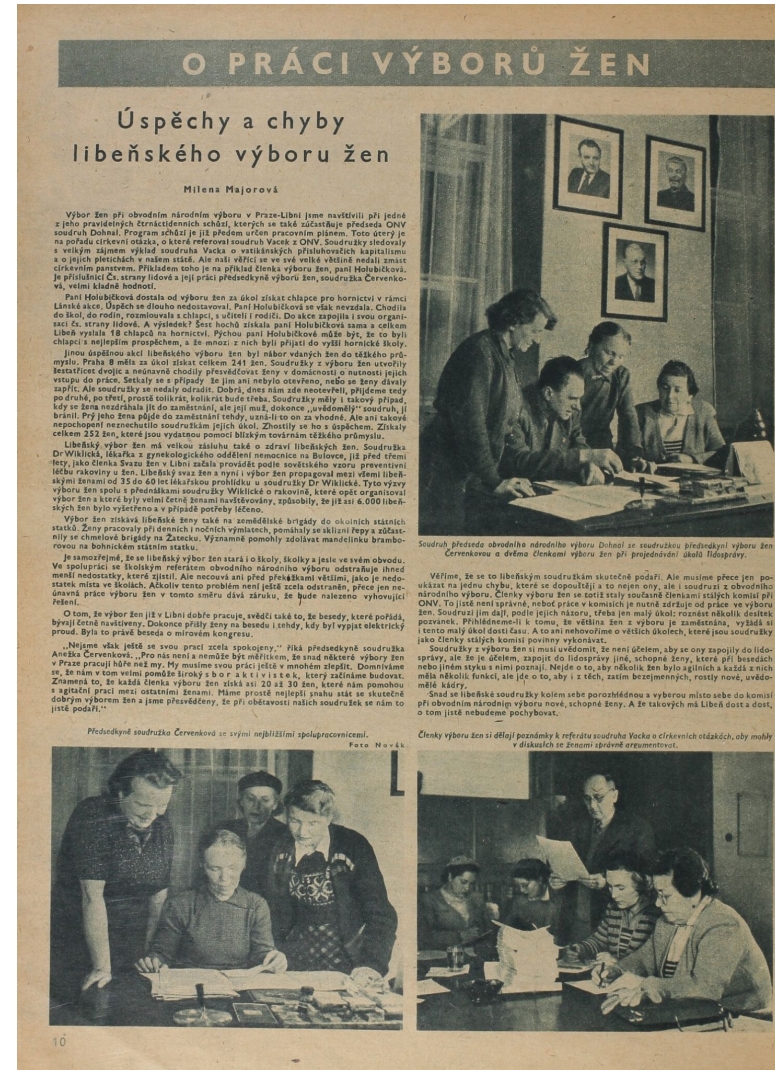 O PRÁCI VÝBORŮ ŽEN
Úspěchy a chyby
libeňského výboru žen
Milena Majorová
Výbor žen při obvodním národním výboru v Praze-Libni jsme navštívili při jedné
z jeho pravidelných čtrnáctidenních schůzí, kterých se také zúčastňuje předseda ONV
soudruh Dohnal. Program schůzí je již předem určen pracovním plánem. Toto úterý je
na pořadu církevní otázka, o které referoval soudruh Vacek z ONV. Soudružky sledovaly
s velkým zájmem výklad soudruha Vacka o vatikánských přisluhovačích kapitalismu
a o jejich pletichách v našem státě. Ale naši věřící se ve své velké většině nedali zmást
církevním panstvem. Příkladem toho je na příklad členka výboru žen, paní Holubičková.
Je příslušnicí Čs. strany lidové a její práci předsedkyně výborů žen, soudružka Červenko-
vá, velmi kladně hodnotí.
Paní Holubičková dostala od výboru žen za úkol získat chlapce pro hornictví v rámci
Lánské akce. Úspěch se dlouho nedostavoval. Paní Holubičková se však nevzdala. Chodila
do škol, do rodin, rozmlouvala s chlapci, s učiteli i rodiči. Do akce zapojila i svou organi-
saci čs. strany lidové. A výsledek? Šest hochů získala paní Holubičková sama a celkem
Libeň vyslala 18 chlapců na hornictví. Pýchou paní Holubičkové může být, že to byli
chlapci s nejlepším prospěchem, a že mnozí z nich byli přijati do vyšší hornické školy.
Jinou úspěšnou akcí libeňského výboru žen byl nábor vdaných žen do těžkého prů-
myslu. Praha 8 měla za úkol získat celkem 241 žen. Soudružky z výboru žen utvořily
šestatřicet dvojic a neúnavně chodily přesvědčovat ženy v domácnosti o nutnosti jejich
vstupu do práce. Setkaly se s případy že jim ani nebylo otevřeno, nebo se ženy dávaly
zapřít. Ale soudružky se nedaly odradit. Dobrá, dnes nám zde neotevřeli, přijdeme tedy
po druhé, po třetí, prostě tolikrát, kolikrát bude třeba. Soudružky měly i takový případ,
kdy se žena nezdráhala jít do zaměstnání, ale její muž, dokonce „uvědomělý“ soudruh, jí
bránil. Prý jeho žena půjde do zaměstnání tehdy, uzná-li to on za vhodné. Ale ani takové
nepochopení neznechutilo soudružkám jejich úkol. Zhostily se ho s úspěchem. Získaly
celkem 252 žen, které jsou vydatnou pomocí blízkým továrnám těžkého průmyslu.
Libeňský výbor žen má velkou zásluhu také o zdraví libeňských žen. Soudružka
Dr Wiklická, lékařka z gynekologického oddělení nemocnice na Bulovce, již před třemi
lety, jako členka Svazu žen v Libni začala provádět podle sovětského vzoru preventivní
léčbu rakoviny u žen. Libeňský svaz žen a nyní i výbor žen propagoval mezi všemi libeň-
skými ženami od 35 do 60 let lékařskou prohlídku u soudružky Dr Wiklické. Tyto výzvy
výboru žen spolu s přednáškami soudružky Wiklické o rakovině, které opět organisoval
výbor žen a které byly velmi četně ženami navštěvovány, způsobily, že již asi 6.000 libeň-
ských žen bylo vyšetřeno a v případě potřeby léčeno.
Výbor žen získává libeňské ženy také na zemědělské brigády do okolních státních
statků. Ženy pracovaly při denních i nočních výmlatech, pomáhaly se sklizní řepy a zúčast-
nily se chmelové brigády na Žatecku. Významně pomohly zdolávat mandelinku brambo-
rovou na bohnickém státním statku.
Je samozřejmé, že se libeňský výbor žen stará i o školy, školky a jesle ve svém obvodu.
Ve spolupráci se školským referátem obvodního národního výboru odstraňuje ihned
menší nedostatky, které zjistil. Ale necouvá ani před překážkami většími, jako je nedo-
statek místa ve školách. Ačkoliv tento problém není ještě zcela odstraněn, přece jen ne-
únavná práce výboru žen v tomto směru dává záruku, že bude nalezeno vyhovující
řešení.
O tom, že výbor žen již v Libni dobře pracuje, svědčí také to, že besedy, které pořádá,
bývají četně navštíveny. Dokonce přišly ženy na besedu i tehdy, kdy byl vypjat elektrický
proud. Byla to právě beseda o mírovém kongresu.
„Nejsme však ještě se svou prací zcela spokojeny,“ říká předsedkyně soudružka
Anežka Červenková. „Pro nás není a nemůže být měřítkem, že snad některé výbory žen
v Praze pracují hůře než my. My musíme svou práci ještě v mnohém zlepšit. Domníváme
se, že nám v tom velmi pomůže široký sbor aktivistek, který začínáme budovat.
Znamená to, že každá členka výboru žen získá asi 20 až 30 žen, které nám pomohou
s agitační prací mezi ostatními ženami. Máme prostě nejlepší snahu stát se skutečně
dobrým výborem žen a jsme přesvědčeny, že při obětavosti našich soudružek se nám to
jistě podaří.“
Soudruh předseda obvodního národního výboru Dohnal se soudružkou předsedkyní výboru žen
Červenkovou a dvěma členkami výboru žen při projednávání úkolů lidosprávy.
Věříme, že se to libeňským soudružkám skutečně podaří. Ale musíme přece jen po-
ukázat na jednu chybu, které se dopouštějí a to nejen ony, ale i soudruzi z obvodního
národního výboru. Členky výboru žen se totiž staly současně členkami stálých komisí při
ONV. To jistě není správné, neboť práce v komisích je nutně zdržuje od práce ve výboru
žen. Soudruzi jim dají, podle jejich názoru, třeba jen malý úkol: roznést několik desítek
pozvánek. Přihlédneme-li k tomu, že většina žen z výboru je zaměstnána, vyžádá si
i tento malý úkol dosti času. A to ani nehovoříme o větších úkolech, které jsou soudružky
jako členky stálých komisí povinny vykonávat.
Soudružky z výboru žen si musí uvědomit, že není účelem, aby se ony zapojily do lido-
správy, ale že je účelem, zapojit do lidosprávy jiné, schopné ženy, které při besedách
nebo jiném styku s nimi poznají. Nejde o to, aby několik žen bylo agilních a každá z nich
měla několik funkcí, ale jde o to, aby i z těch, zatím bezejmenných, rostly nové, uvědo-
mělé kádry.
Snad se libeňské soudružky kolem sebe porozhlédnou a vyberou místo sebe do komisí
při obvodním národním výboru nové, schopné ženy. A že takových má Libeň dost a dost,
o tom jistě nebudeme pochybovat.
Předsedkyně soudružka Červenková se svými nejbližšími spolupracovnicemi.
Foto Novák
Členky výboru žen si dělají poznámky k referátu soudruha Vacka o církevních otázkách, aby mohly
v diskusích se ženami správně argumentovat.
10